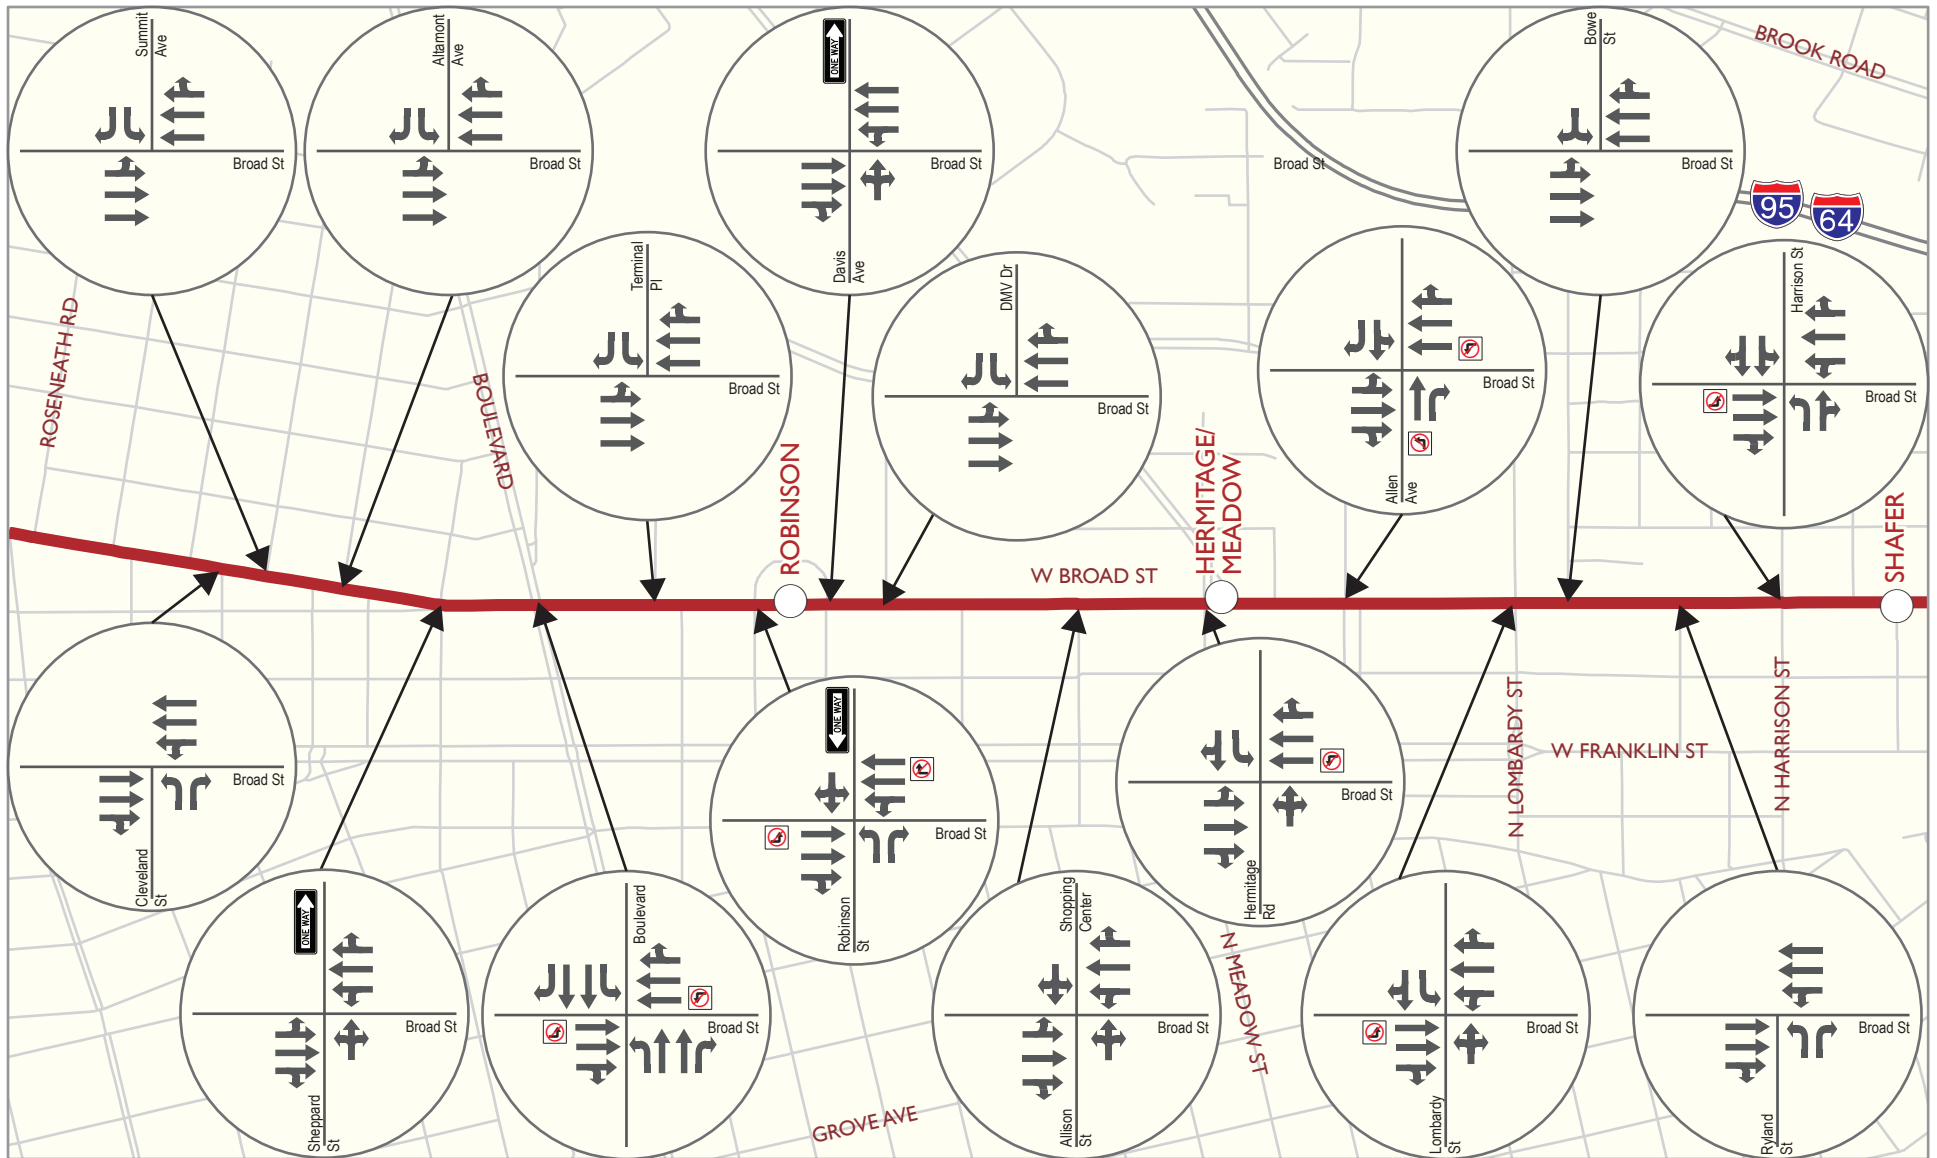 Summit
Ave
Broad St
Altamont
Ave
Broad St
ONE WAY
Davis
Ave
Broad St
Broad St
Bowe
St
Broad St
BROOK ROAD
95
64
ROSENEATH RD
BOULEVARD
Terminal
Pl
Broad St
ROBINSON
DMV Dr
Broad St
HERMITAGE/
MEADOW
Allen
Ave
Broad St
Harrison St
Broad St
SHAFER
W BROAD ST
Cleveland
St
Broad St
ONE WAY
Sheppard
St
Broad St
Boulevard
Broad St
ONE WAY
Robinson
St
Broad St
Shopping
Center
Allison
St
Broad St
Hermitage
Rd
Broad St
N MEADOW ST
GROVE AVE
N LOMBARDY ST
W FRANKLIN ST
N HARRISON ST
Lombardy
St
Broad St
Ryland
St
Broad St